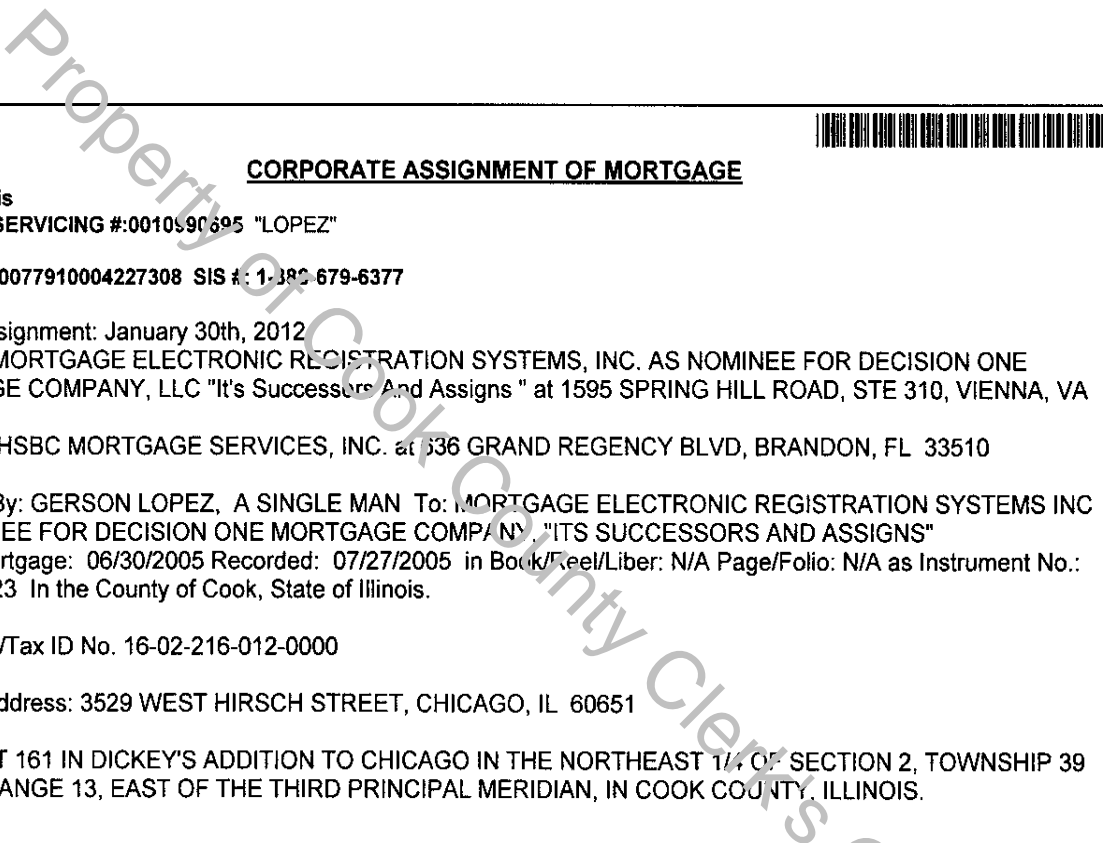 CORPORATE ASSIGNMENT OF MORTGAGE
is
SERVICING #:0010990695 "LOPEZ"
0077910004227308 SIS #: 1-888-679-6377
signment: January 30th, 2012
MORTGAGE ELECTRONIC REGISTRATION SYSTEMS, INC. AS NOMINEE FOR DECISION ONE
GE COMPANY, LLC "It's Successors And Assigns " at 1595 SPRING HILL ROAD, STE 310, VIENNA, VA
HSBC MORTGAGE SERVICES, INC. at 636 GRAND REGENCY BLVD, BRANDON, FL 33510
By: GERSON LOPEZ, A SINGLE MAN To: MORTGAGE ELECTRONIC REGISTRATION SYSTEMS INC
EE FOR DECISION ONE MORTGAGE COMPANY, "ITS SUCCESSORS AND ASSIGNS"
rtgage: 06/30/2005 Recorded: 07/27/2005 in Book/Reel/Liber: N/A Page/Folio: N/A as Instrument No.:
23 In the County of Cook, State of Illinois.
/Tax ID No. 16-02-216-012-0000
ddress: 3529 WEST HIRSCH STREET, CHICAGO, IL 60651
T 161 IN DICKEY'S ADDITION TO CHICAGO IN THE NORTHEAST 1/4 OF SECTION 2, TOWNSHIP 39
ANGE 13, EAST OF THE THIRD PRINCIPAL MERIDIAN, IN COOK COUNTY, ILLINOIS.
Property of Cook County Clerk's